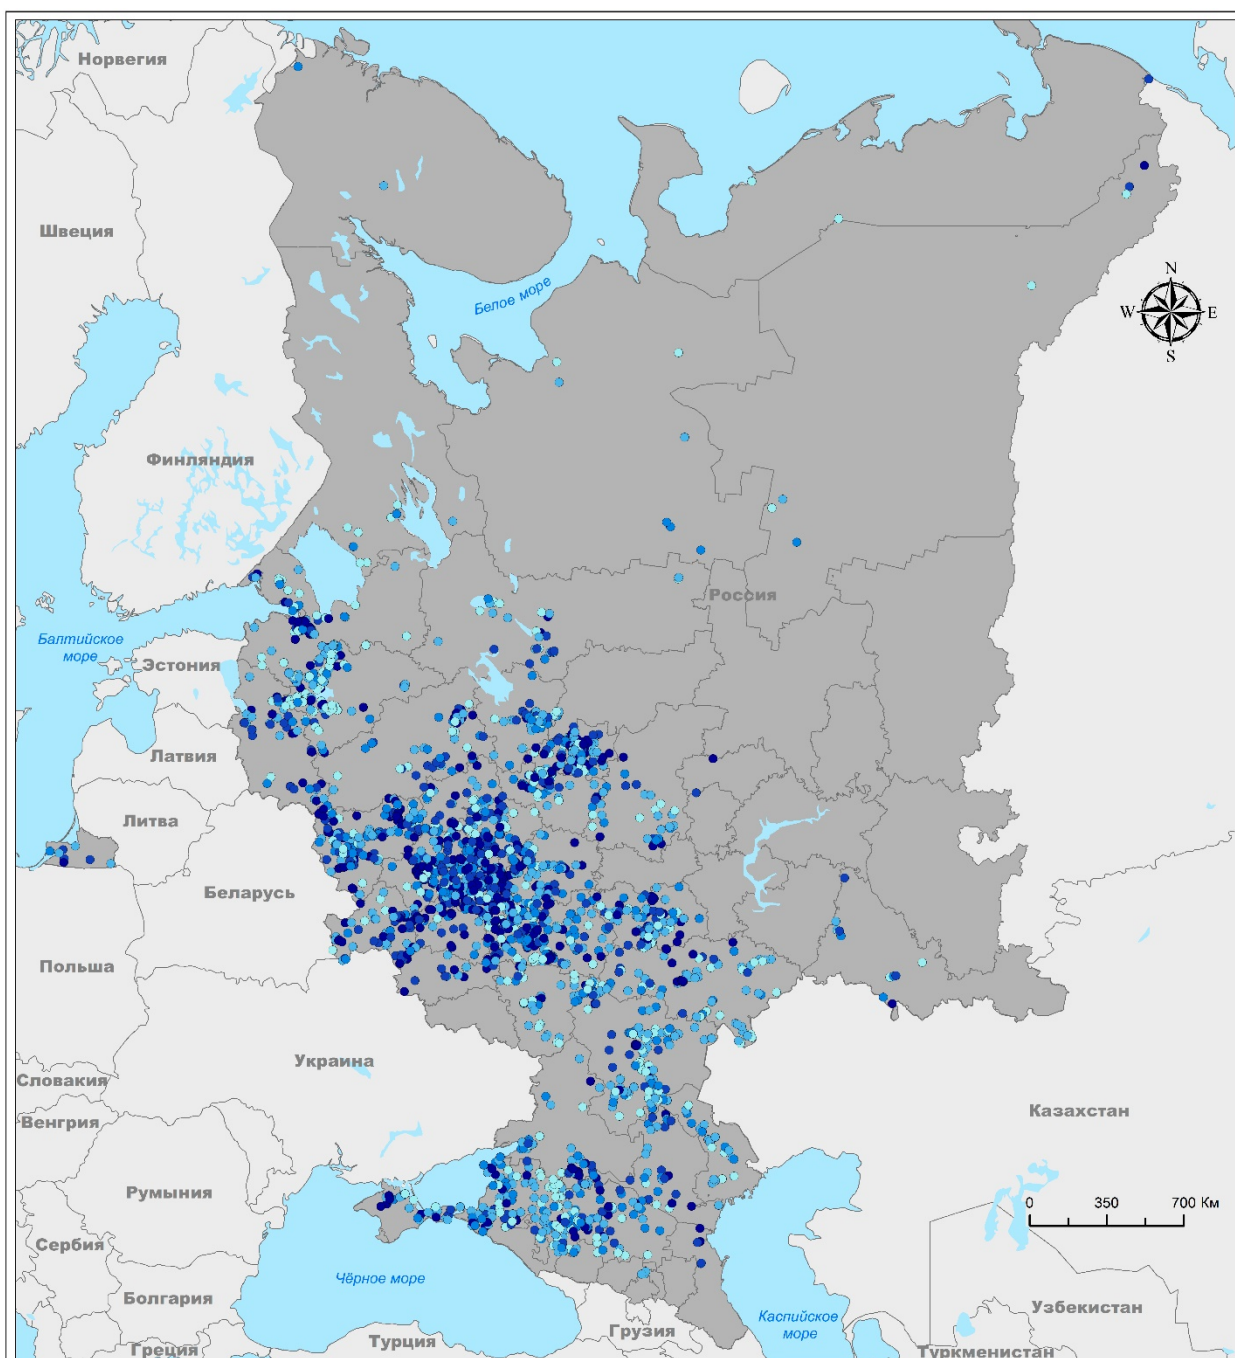 Норвегия
Швеция
Белое море
N
W
E
S
Финляндия
Россия
Балтийское
море
Эстония
Латвия
Литва
Беларусь
Польша
Украина
Словакия
Венгрия
Казахстан
Румыния
0 350 700 Км
Сербия
Чёрное море
Болгария
Каспийское
море
Узбекистан
Грузия
Турция
Греция
Туркменистан